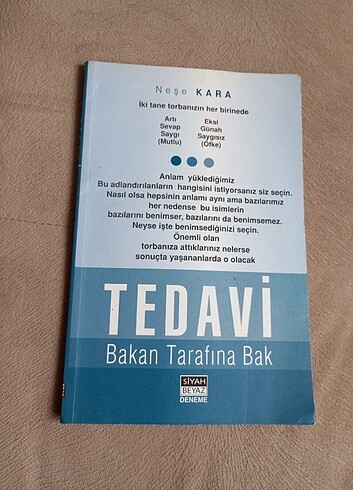 Neşe KARA
İki tane torbanızın her birinede
Artı Eksi
Sevap Günah
Saygı Saygısız
(Mutlu) (Öfke)
Anlam yüklediğimiz
Bu adlandırılanların hangisini istiyorsanız siz seçin.
Nasıl olsa hepsinin anlamı aynı ama bazılarımız
her nedense bu isimlerin
bazılarını benimser, bazılarını da benimsemez.
Neyse işte benimsediğinizi seçin.
Önemli olan
torbanıza attıklarınız nelerse
sonuçta yaşananlarda o olacak
TEDAVİ
Bakan Tarafına Bak
SİYAH
BEYAZ
DENEME